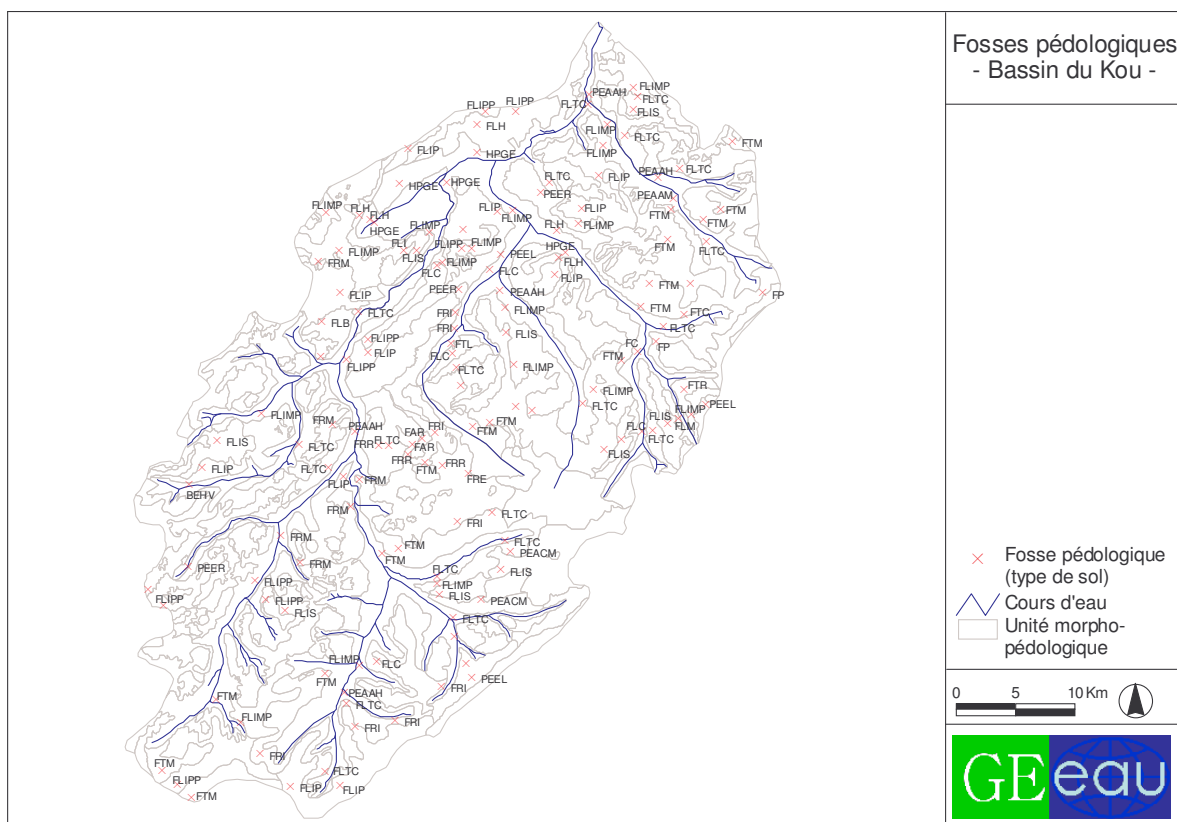 Fosses pédologiques
- Bassin du Kou -
FLIMP
PEAAH
FLTC
FLTC
FLIPP
FLIPP
FLIS
FLH
FLIMP
FLTC
FTM
FLIP
HPGE
FLIMP
PEAAH
FLTC
HPGE
HPGE
FLTC
FLIP
PEER
PEAAM
FLIMP
FLH
FLH
FLIP
FLIMP
FLIP
FTM
FTM
FTM
HPGE
FLIMP
FLH
FLIMP
FLIMP
FLI
FLIS
FLIPP
FLIMP
HPGE
FTM
FLTC
FRM
FLC
FLIMP
PEEL
FLH
FLC
FLIP
FLIP
PEER
PEAAH
FTM
FP
FLTC
FRI
FLIMP
FTM
FTC
FLB
FRI
FLIS
FLTC
FLIPP
FTL
FC
FP
FLIP
FLC
FTM
FLIPP
FLTC
FLIMP
FLIMP
FTR
FLTC
PEEL
FLIMP
FRM
PEAAH
FAR
FRI
FTM
FTM
FLIS
FLIMP
FLC
FLM
FLIS
FLTC
FRR
FLTC
FAR
FLTC
FLIS
FLIP
FLTC
FRR
FTM
FRR
FRE
BEHV
FLIP
FRM
FRM
FRI
FLTC
FRM
FTM
FTM
FLTC
PEACM
PEER
FRM
FLTC
FLIS
FLIPP
FLIMP
FLIPP
FLIPP
FLIS
FLIS
PEACM
FLTC
FLIMP
FLC
FTM
PEEL
FTM
PEAAH
FRI
FLTC
FLIMP
FRI
FRI
FRI
FTM
FLTC
FLIPP
FLIP
FLIP
FTM
Fosse pédologique
(type de sol)
Cours d'eau
Unité morpho-
pédologique
0 5 10 Km
GEeau